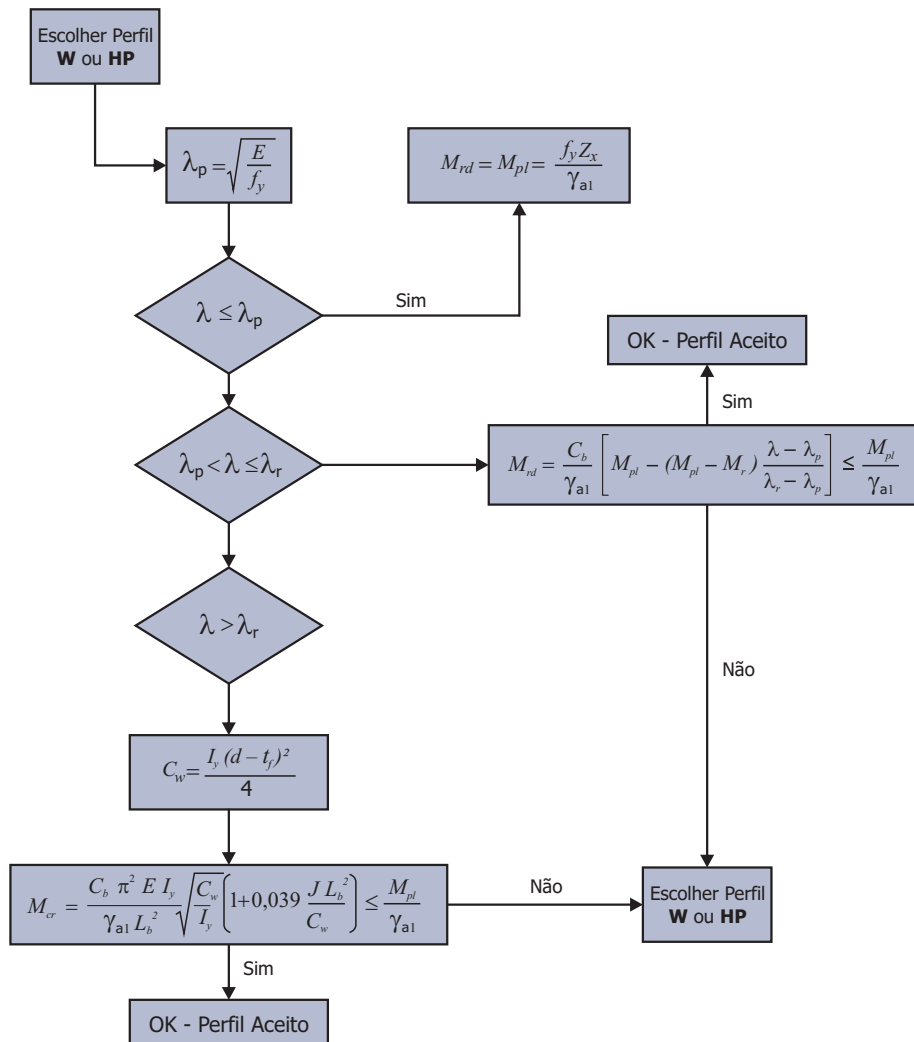 Escolher Perfil
W ou HP
λp = √(E / fy)
Mrd = Mpl = fy Zx / γa1
λ ≤ λp
Sim
OK - Perfil Aceito
Sim
λp < λ ≤ λr
Mrd = Cb / γa1 [Mpl – (Mpl – Mr) (λ – λp) / (λr – λp)] ≤ Mpl / γa1
λ > λr
Não
Cw = Iy (d – tf)² / 4
Mcr = Cb π² E Iy / γa1 Lb² √(Cw / Iy) (1+0,039 J Lb² / Cw) ≤ Mpl / γa1
Não
Escolher Perfil
W ou HP
Sim
OK - Perfil Aceito